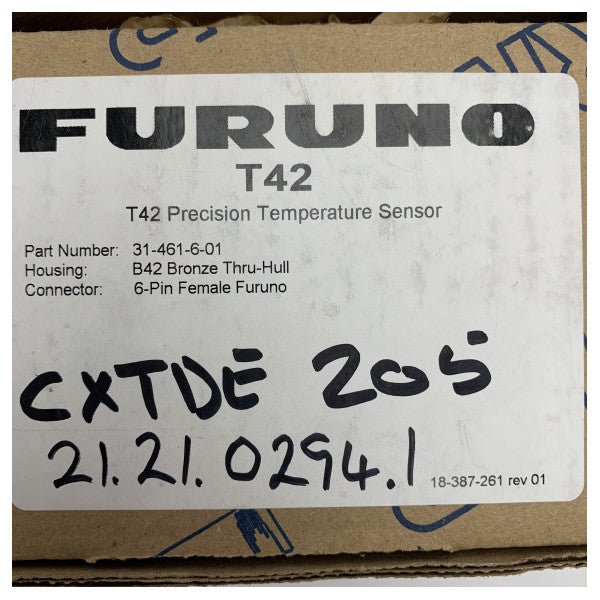 FURUNO
T42
T42 Precision Temperature Sensor
Part Number: 31-461-6-01
Housing: B42 Bronze Thru-Hull
Connector: 6-Pin Female Furuno
CXTDE 205
21.21.0294.1
18-387-261 rev 01